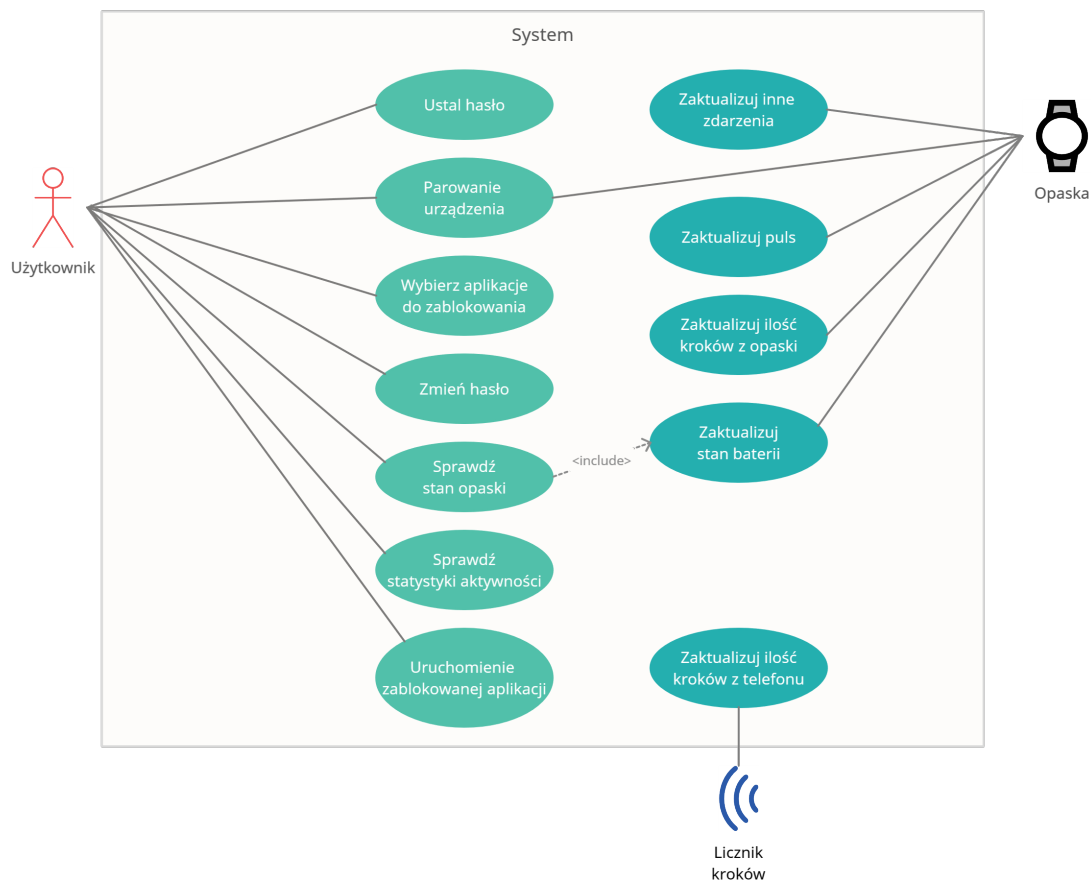 System
Ustal hasło
Zaktualizuj inne
zdarzenia
Parowanie
urządzenia
Opaska
Zaktualizuj puls
Użytkownik
Wybierz aplikacje
do zablokowania
Zaktualizuj ilość
kroków z opaski
Zmień hasło
Zaktualizuj
stan baterii
<include>
Sprawdź
stan opaski
Sprawdź
statystyki aktywności
Uruchomienie
zablokowanej aplikacji
Zaktualizuj ilość
kroków z telefonu
Licznik
kroków